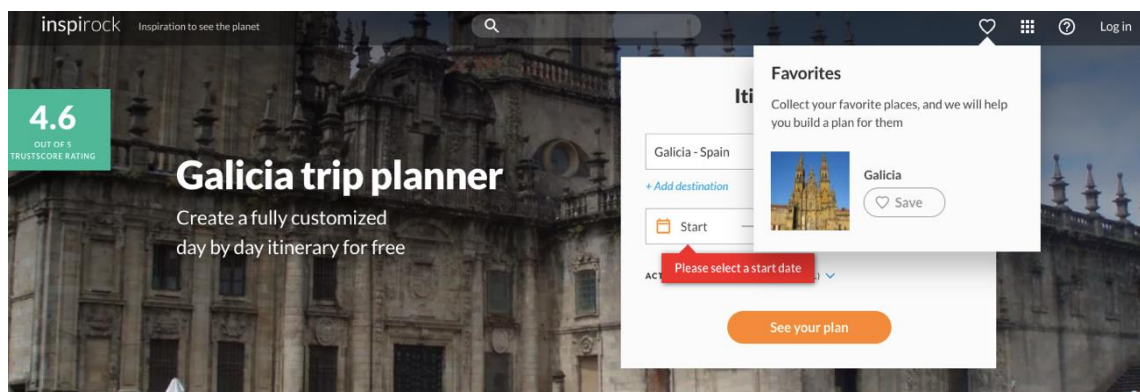 inspirock Inspiration to see the planet
Log in
4.6
OUT OF 5
TRUSTSCORE RATING
Galicia trip planner
Create a fully customized
day by day itinerary for free
Galicia - Spain
+ Add destination
Start
Please select a start date
See your plan
Favorites
Collect your favorite places, and we will help
you build a plan for them
Galicia
Save